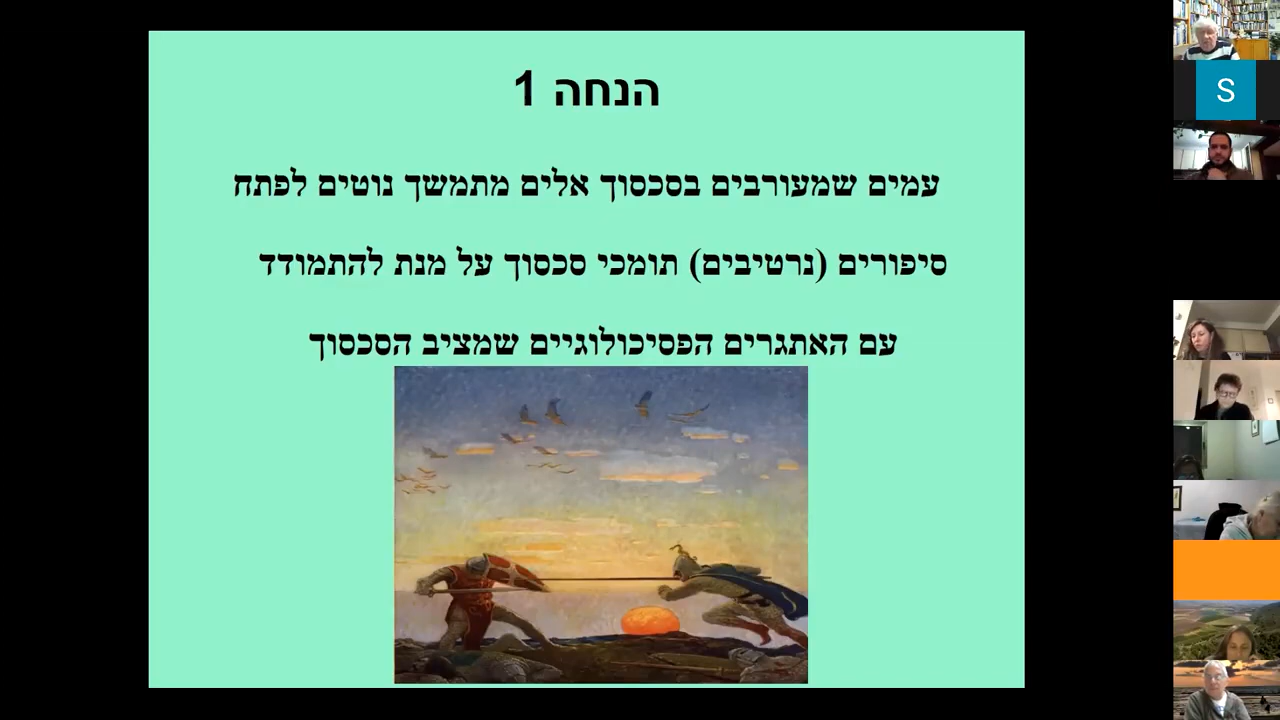 הנחה 1
עמים שמעורבים בסכסוך אלים מתמשך נוטים לפתח
סיפורים (נרטיבים) תומכי סכסוך על מנת להתמודד
עם האתגרים הפסיכולוגיים שמציב הסכסוך
S